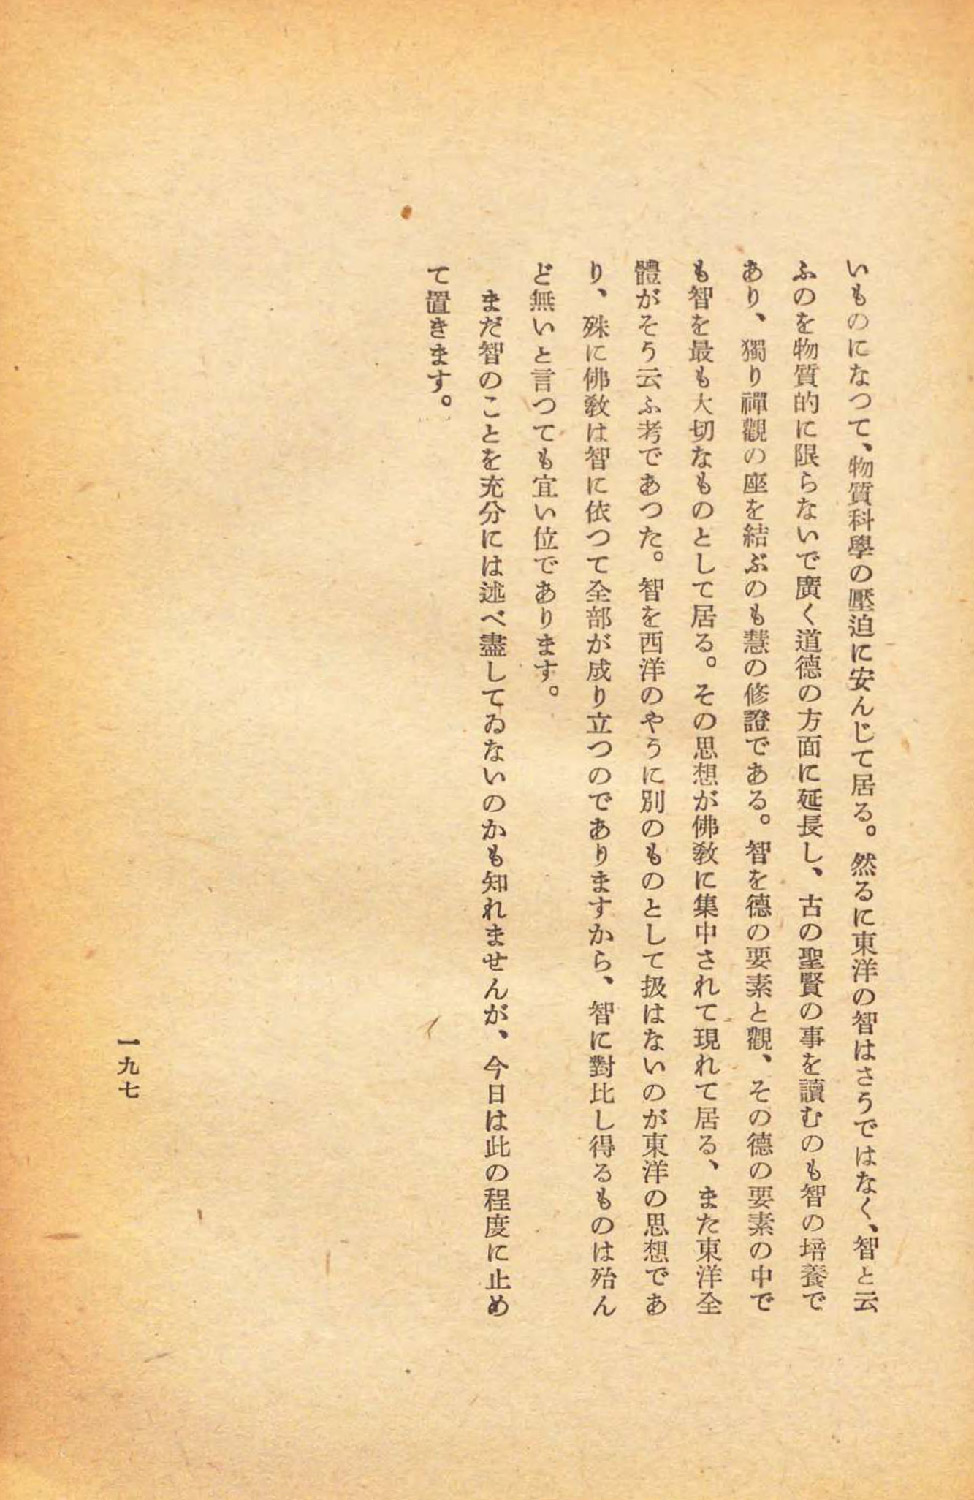 いものになつて、物質科學の壓迫に安んじて居る。然るに東洋の智はさうではなく、智と云
ふのを物質的に限らないで廣く道德の方面に延長し、古の聖賢の事を讀むのも智の培養で
あり、獨り禪觀の座を結ぶのも慧の修證である。智を德の要素と觀、その德の要素の中で
も智を最も大切なものとして居る。その思想が佛敎に集中されて現れて居る、また東洋全
體がそう云ふ考であつた。智を西洋のやうに別のものとして扱はないのが東洋の思想であ
り、殊に佛敎は智に依つて全部が成り立つのでありますから、智に對比し得るものは殆ん
ど無いと言つても宜い位であります。
まだ智のことを充分には述べ盡してゐないのかも知れませんが、今日は此の程度に止め
て置きます。
一九七